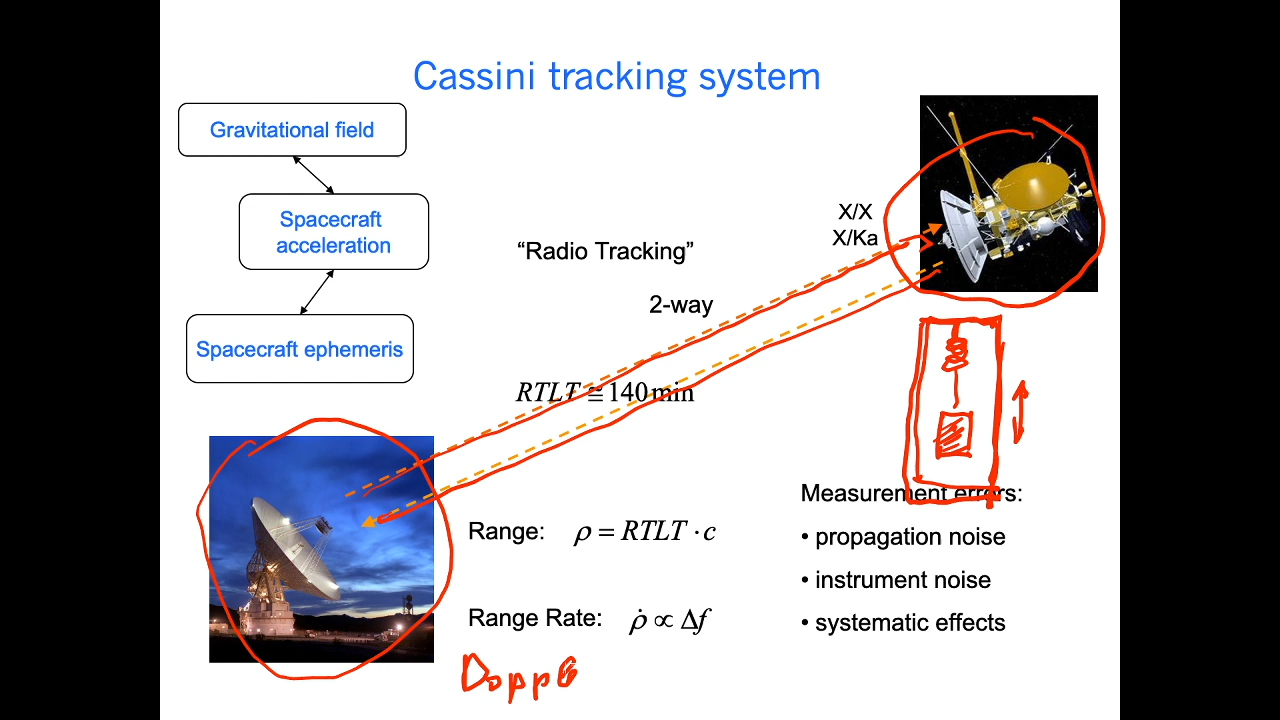 Cassini tracking system
Gravitational field
Spacecraft
acceleration
Spacecraft ephemeris
X/X
X/Ka
“Radio Tracking”
2-way
RTLT ≅ 140 min
Range: ρ = RTLT · c
Range Rate: ρ̇ ∝ Δf
Measurement errors:
• propagation noise
• instrument noise
• systematic effects